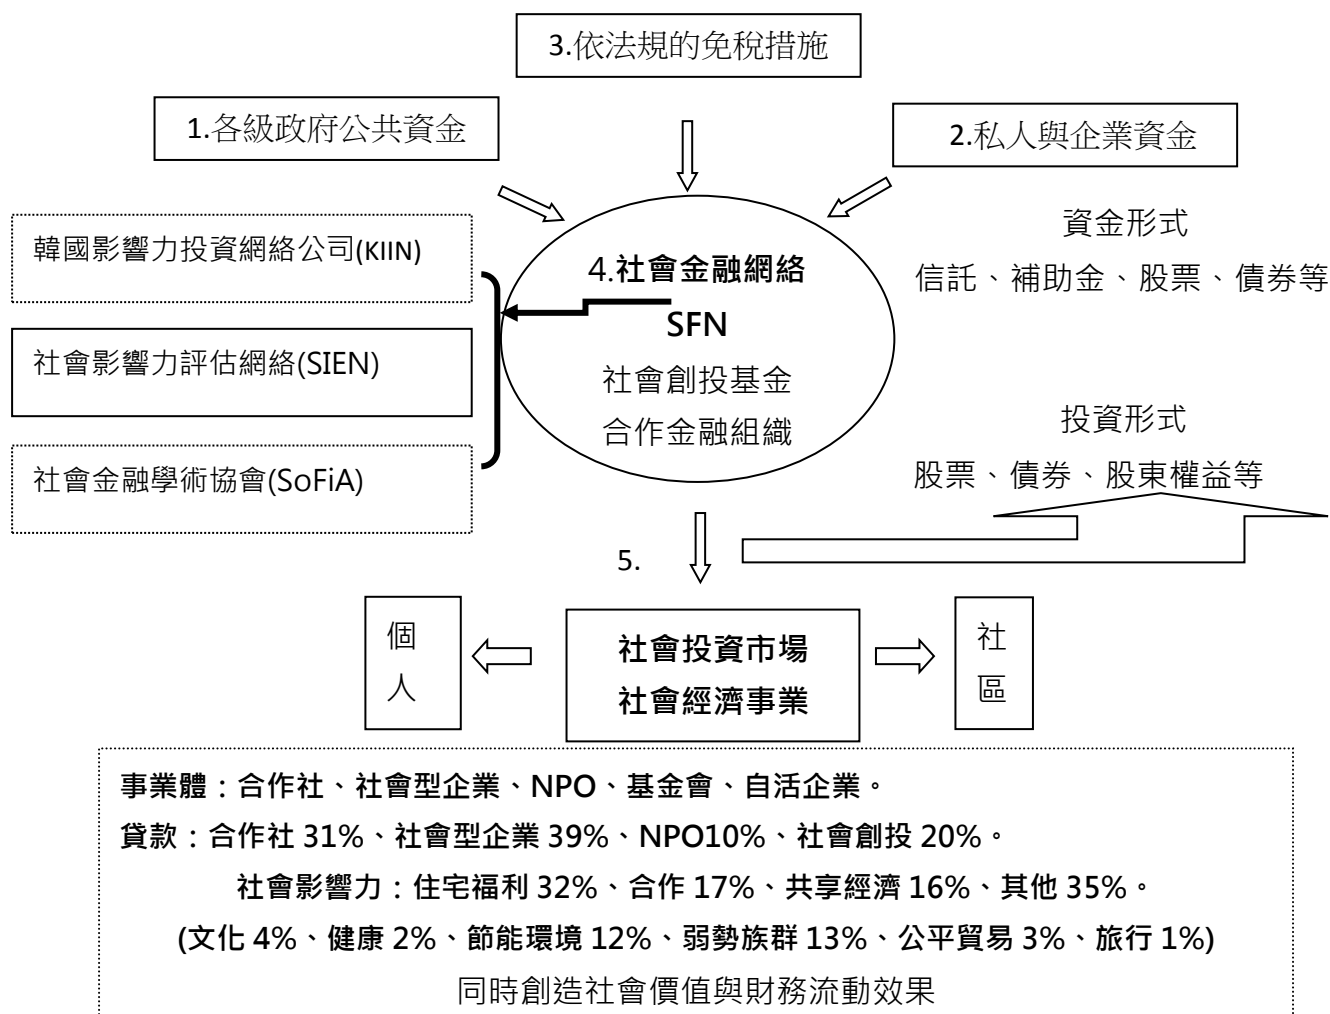 3.依法規的免稅措施
1.各級政府公共資金
2.私人與企業資金
韓國影響力投資網絡公司(KIIN)
社會影響力評估網絡(SIEN)
社會金融學術協會(SoFiA)
4.社會金融網絡
SFN
社會創投基金
合作金融組織
資金形式
信託、補助金、股票、債券等
投資形式
股票、債券、股東權益等
5.
個
人
社會投資市場
社會經濟事業
社
區
事業體：合作社、社會型企業、NPO、基金會、自活企業。
貸款：合作社 31%、社會型企業 39%、NPO10%、社會創投 20%。
社會影響力：住宅福利 32%、合作 17%、共享經濟 16%、其他 35%。
(文化 4%、健康 2%、節能環境 12%、弱勢族群 13%、公平貿易 3%、旅行 1%)
同時創造社會價值與財務流動效果